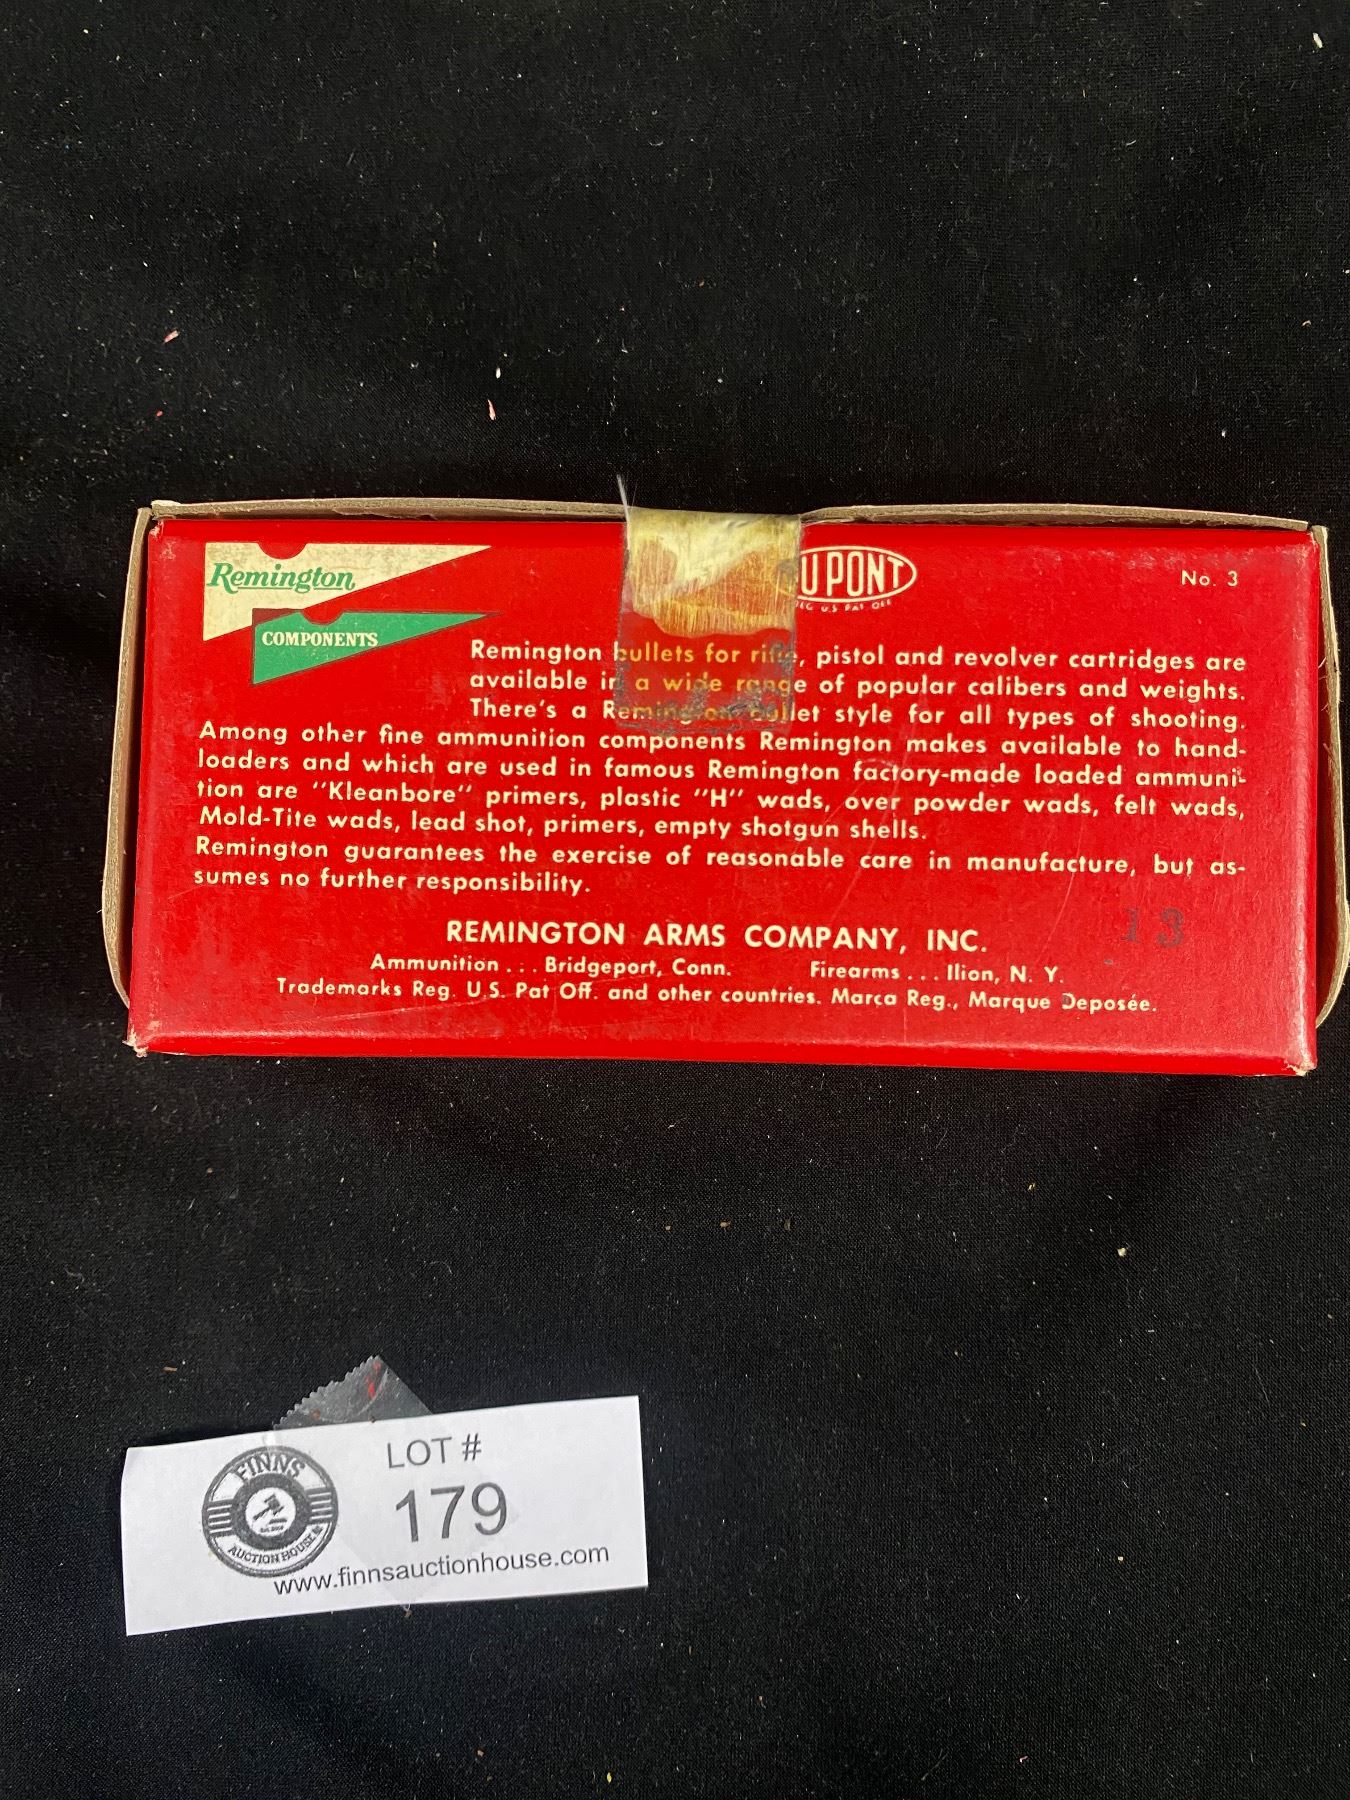 Remington
COMPONENTS
U PONT
REG U.S PAT OFF
No. 3
Remington bullets for rifle, pistol and revolver cartridges are
available in a wide range of popular calibers and weights.
There's a Remington bullet style for all types of shooting.
Among other fine ammunition components Remington makes available to hand-
loaders and which are used in famous Remington factory-made loaded ammuni-
tion are "Kleanbore" primers, plastic "H" wads, over powder wads, felt wads,
Mold-Tite wads, lead shot, primers, empty shotgun shells.
Remington guarantees the exercise of reasonable care in manufacture, but as-
sumes no further responsibility.
13
REMINGTON ARMS COMPANY, INC.
Ammunition . . . Bridgeport, Conn. Firearms . . . Ilion, N. Y.
Trademarks Reg. U S. Pat Off. and other countries. Marca Reg., Marque Deposée.
FINNS
AUCTION HOUSE
LOT #
179
www.finnsauctionhouse.com